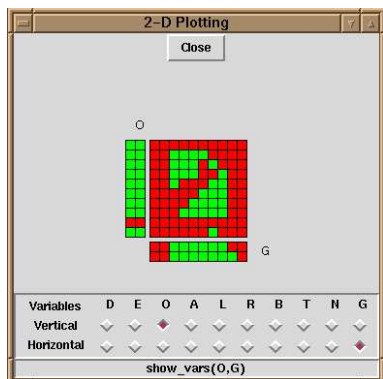 2-D Plotting
Close
O
G
Variables D E O A L R B T N G
Vertical
Horizontal
show_vars(O,G)